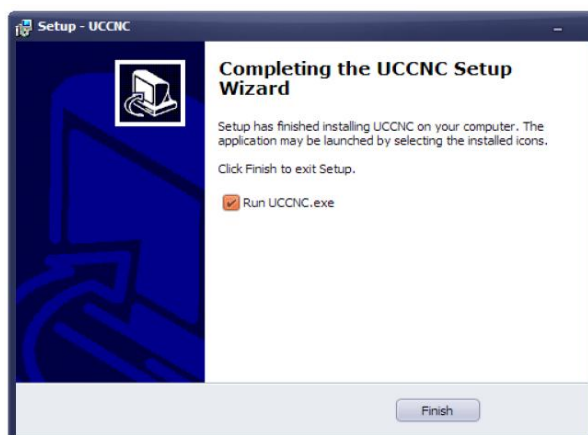 Setup - UCCNC
Completing the UCCNC Setup
Wizard
Setup has finished installing UCCNC on your computer. The
application may be launched by selecting the installed icons.
Click Finish to exit Setup.
Run UCCNC.exe
Finish